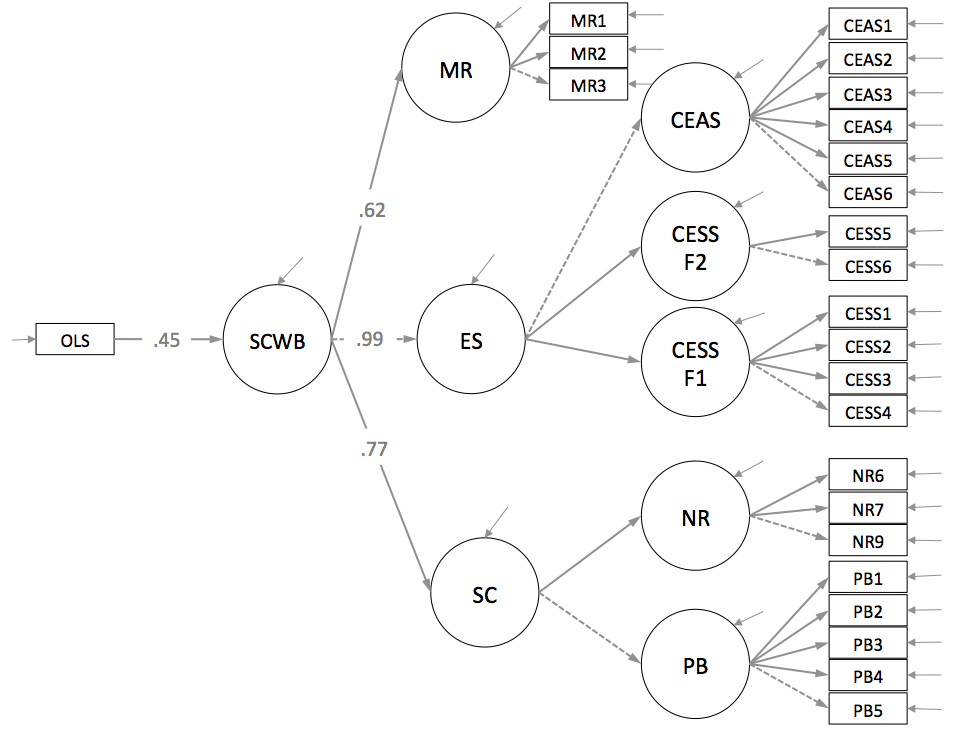 MR
MR1
MR2
MR3
CEAS
CEAS1
CEAS2
CEAS3
CEAS4
CEAS5
CEAS6
.62
CESS
F2
CESS5
CESS6
OLS
.45
SCWB
.99
ES
CESS
F1
CESS1
CESS2
CESS3
CESS4
.77
SC
NR
NR6
NR7
NR9
PB
PB1
PB2
PB3
PB4
PB5